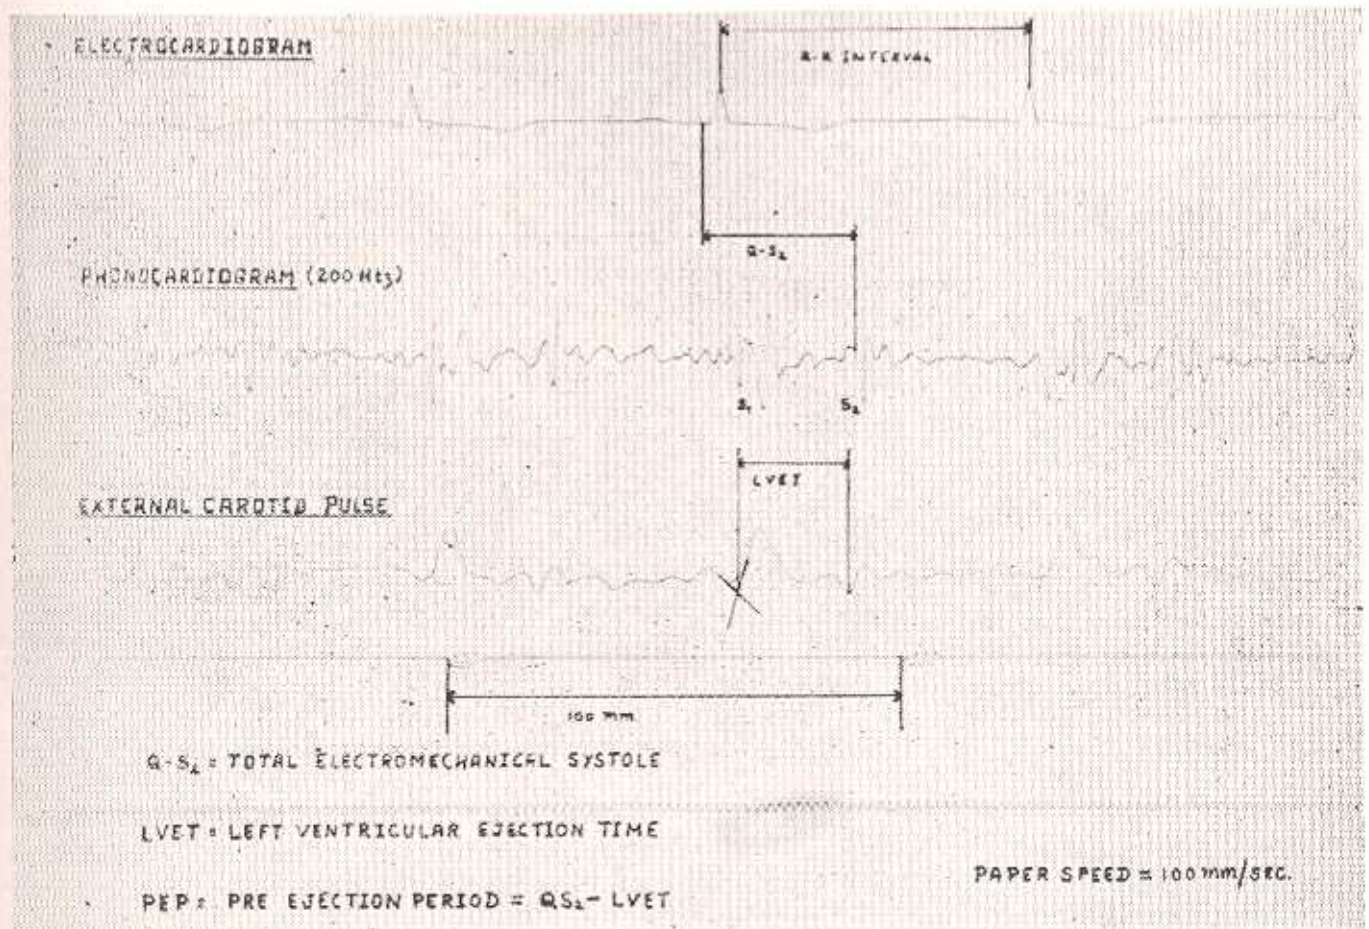 ELECTROCARDIOGRAM
R-R INTERVAL
Q-S₂
PHONOCARDIOGRAM (200 Htz)
S₁
S₂
LVET
EXTERNAL CAROTID PULSE
100 mm
Q-S₂ = TOTAL ELECTROMECHANICAL SYSTOLE
LVET = LEFT VENTRICULAR EJECTION TIME
PAPER SPEED = 100 mm/SEC.
PEP = PRE EJECTION PERIOD = QS₂ - LVET